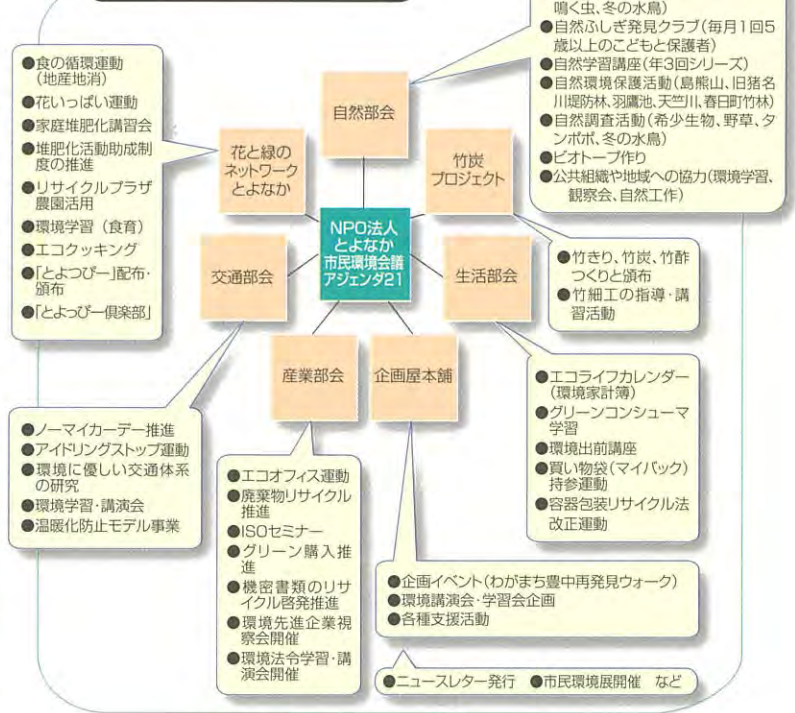 鳴く虫、冬の水鳥)
●自然ふしぎ発見クラブ(毎月1回5
歳以上のこどもと保護者)
●自然学習講座(年3回シリーズ)
●自然環境保護活動(島熊山、旧猪名
川堤防林、羽鷹池、天竺川、春日町竹林)
●自然調査活動(希少生物、野草、タ
ンポポ、冬の水鳥)
●ビオトープ作り
●公共組織や地域への協力(環境学習、
観察会、自然工作)
●食の循環運動
(地産地消)
●花いっぱい運動
●家庭堆肥化講習会
●堆肥化活動助成制
度の推進
●リサイクルプラザ
農園活用
●環境学習(食育)
●エコクッキング
●「とよっぴー」配布・
頒布
●「とよっぴー倶楽部」
自然部会
花と緑の
ネットワーク
とよなか
竹炭
プロジェクト
NPO法人
とよなか
市民環境会議
アジェンダ21
交通部会
生活部会
産業部会
企画屋本舗
●竹きり、竹炭、竹酢
つくりと頒布
●竹細工の指導・講
習活動
●ノーマイカーデー推進
●アイドリングストップ運動
●環境に優しい交通体系
の研究
●環境学習・講演会
●温暖化防止モデル事業
●エコオフィス運動
●廃棄物リサイクル
推進
●ISOセミナー
●グリーン購入推
進
●機密書類のリサ
イクル啓発推進
●環境先進企業視
察会開催
●環境法令学習・講
演会開催
●エコライフカレンダー
(環境家計簿)
●グリーンコンシューマ
学習
●環境出前講座
●買い物袋(マイバック)
持参運動
●容器包装リサイクル法
改正運動
●企画イベント(わがまち豊中再発見ウォーク)
●環境講演会・学習会企画
●各種支援活動
●ニュースレター発行 ●市民環境展開催 など